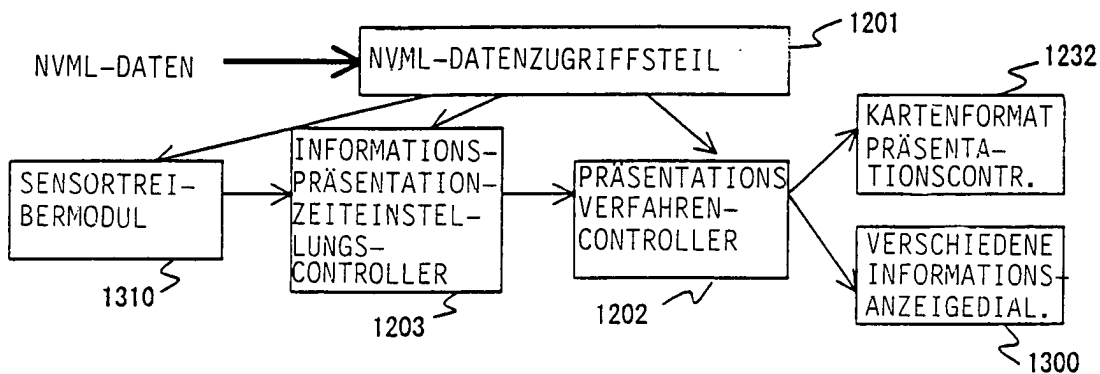 1201
NVML-DATEN
NVML-DATENZUGRIFFSTEIL
1232
KARTENFORMAT
PRÄSENTA-
TIONSCONTR.
INFORMATIONS-
PRÄSENTATION-
ZEITEINSTEL-
LUNGS-
CONTROLLER
SENSORTREI-
BERMODUL
PRÄSENTATIONS
VERFAHREN-
CONTROLLER
VERSCHIEDENE
INFORMATIONS-
ANZEIGEDIAL.
1310
1203
1202
1300